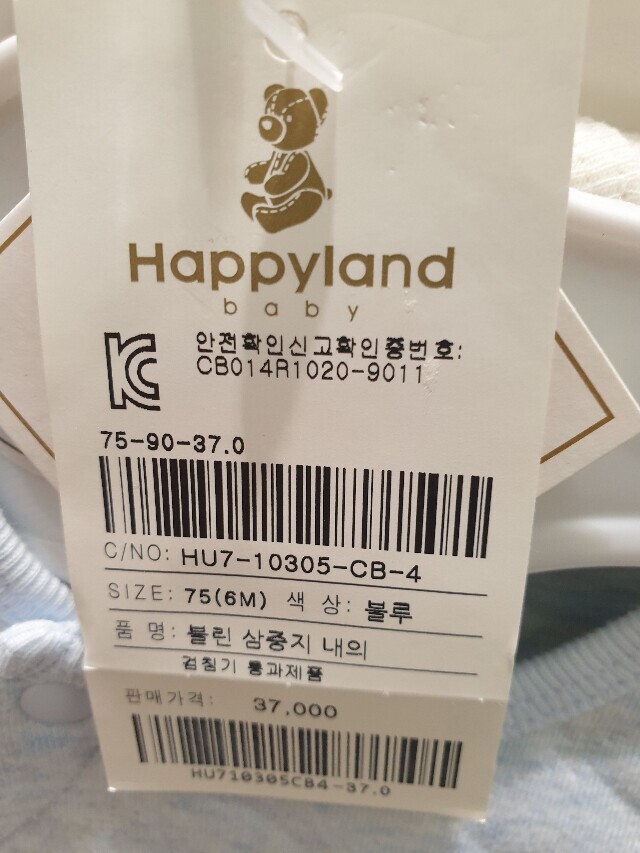 Happyland
baby
안전확인신고확인증번호:
CB014R1020-9011
75-90-37.0
C/NO: HU7-10305-CB-4
SIZE: 75(6M) 색 상: 블루
품 명: 볼린 삼중지 내의
검침기 통과제품
판매가격: 37,000
HU710305CB4-37.0